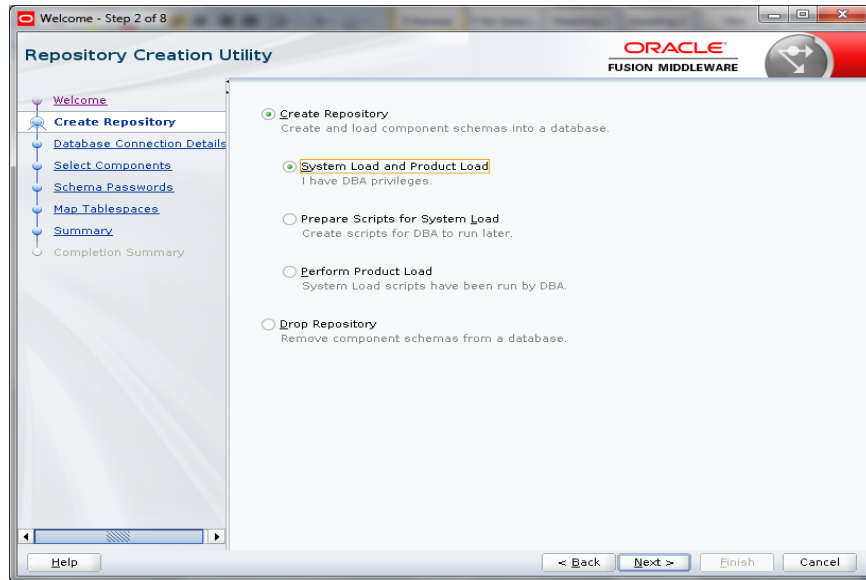 Welcome - Step 2 of 8
Repository Creation Utility
ORACLE
FUSION MIDDLEWARE
Welcome
Create Repository
Database Connection Details
Select Components
Schema Passwords
Map Tablespaces
Summary
Completion Summary
Create Repository
Create and load component schemas into a database.
System Load and Product Load
I have DBA privileges.
Prepare Scripts for System Load
Create scripts for DBA to run later.
Perform Product Load
System Load scripts have been run by DBA.
Drop Repository
Remove component schemas from a database.
Help
< Back
Next >
Finish
Cancel